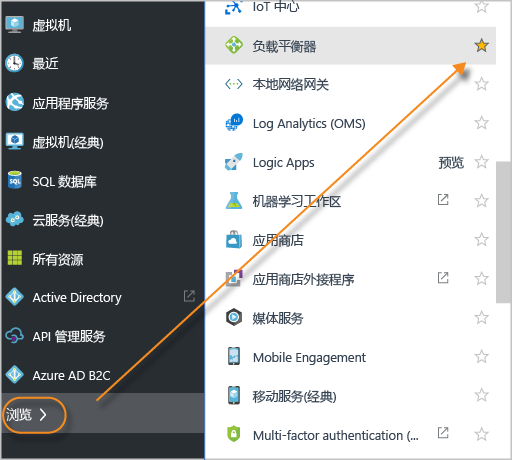 虚拟机
最近
应用程序服务
虚拟机(经典)
SQL 数据库
云服务(经典)
所有资源
Active Directory
API 管理服务
Azure AD B2C
浏览
IoT 中心
负载平衡器
本地网络网关
Log Analytics (OMS)
Logic Apps 预览
机器学习工作区
应用商店
应用商店外接程序
媒体服务
Mobile Engagement
移动服务(经典)
Multi-factor authentication (...